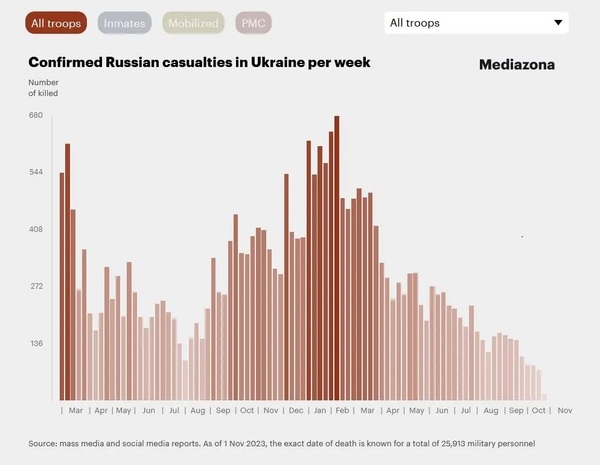 All troops Inmates Mobilized PMC All troops
Confirmed Russian casualties in Ukraine per week Mediazona
Number
of killed
680
544
408
272
136
| Mar | Apr | May | Jun | Jul | Aug | Sep | Oct | Nov | Dec | Jan | Feb | Mar | Apr | May | Jun | Jul | Aug | Sep | Oct | Nov
Source: mass media and social media reports. As of 1 Nov 2023, the exact date of death is known for a total of 25,913 military personnel